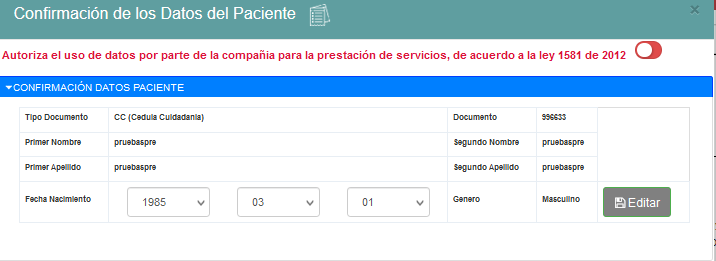 Confirmación de los Datos del Paciente
×
Autoriza el uso de datos por parte de la compañia para la prestación de servicios, de acuerdo a la ley 1581 de 2012
CONFIRMACIÓN DATOS PACIENTE
Tipo Documento CC (Cedula Cuidadania) Documento 996633
Primer Nombre pruebaspre Segundo Nombre pruebaspre
Primer Apellido pruebaspre Segundo Apellido pruebaspre
Fecha Nacimiento 1985 03 01 Genero Masculino Editar